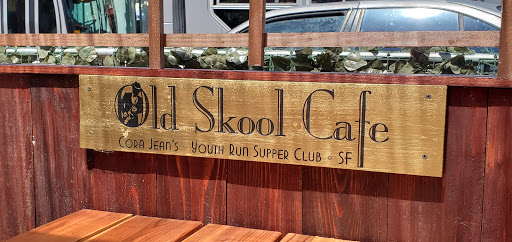 Old Skool Cafe
Cora Jean's Youth Run Supper Club • SF